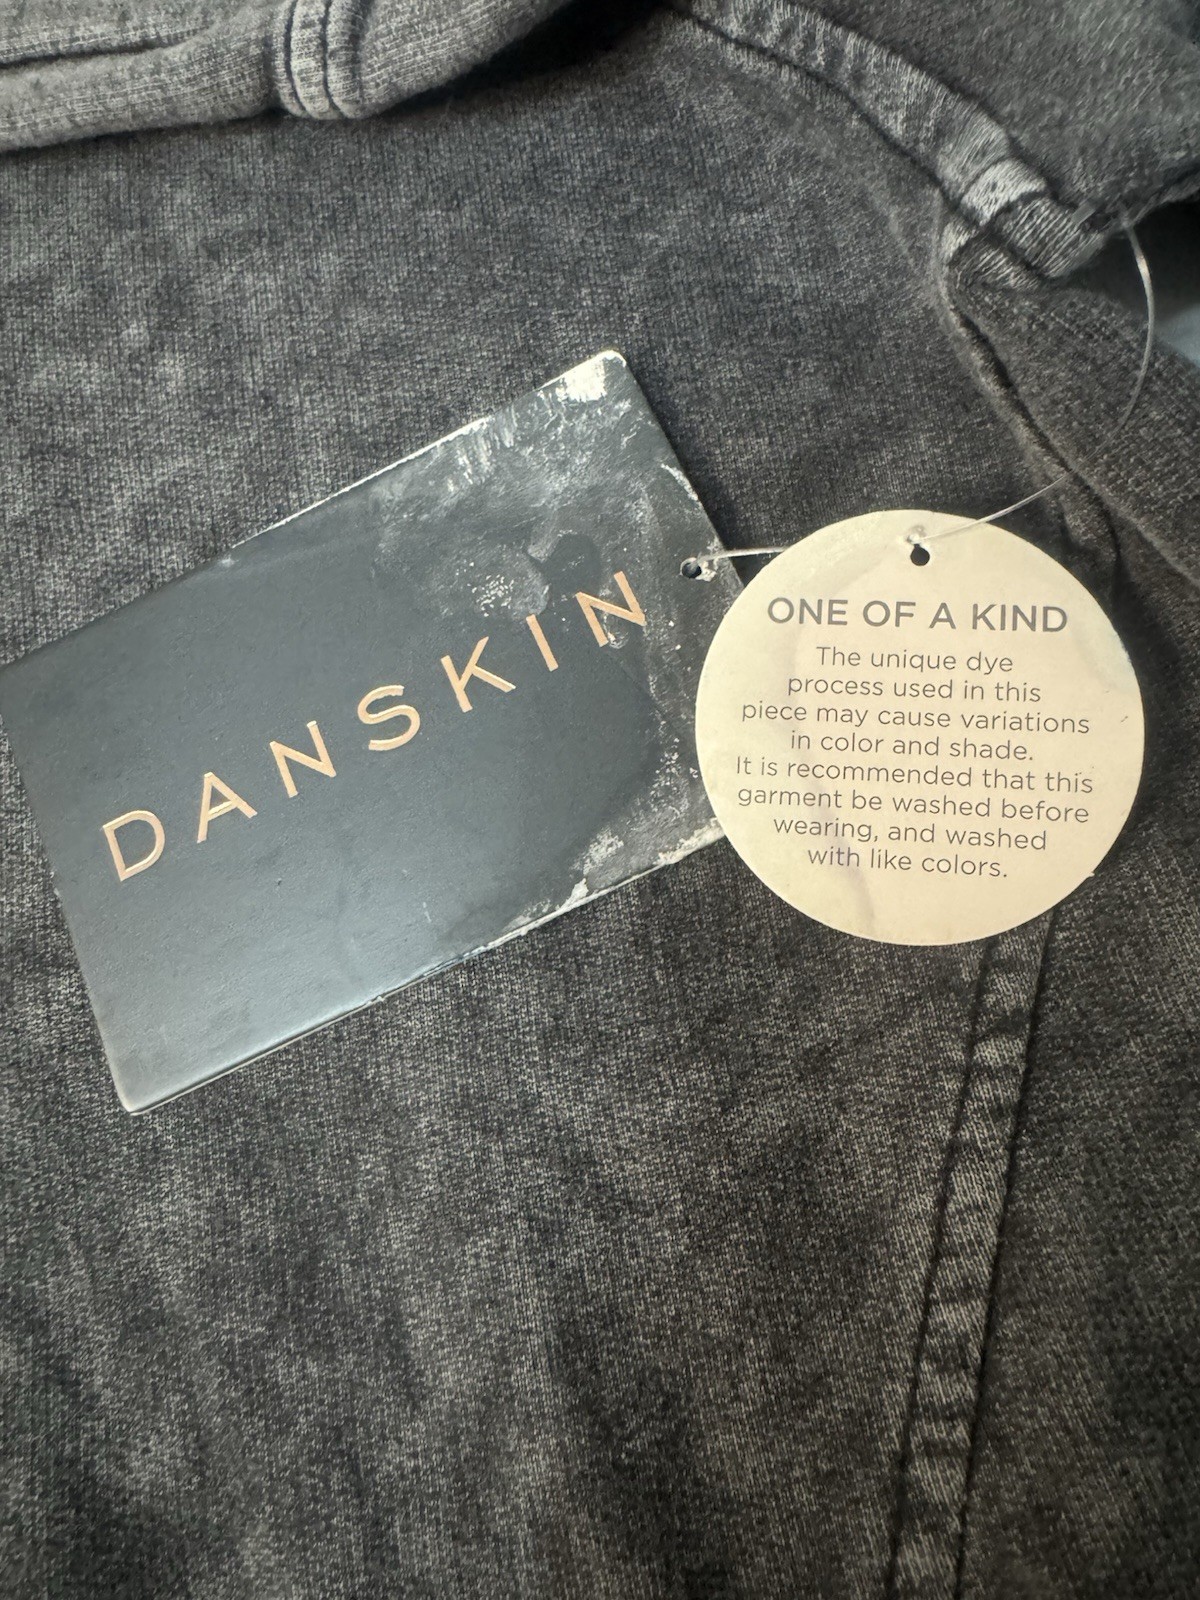 DANSKIN
ONE OF A KIND
The unique dye
process used in this
piece may cause variations
in color and shade.
It is recommended that this
garment be washed before
wearing, and washed
with like colors.